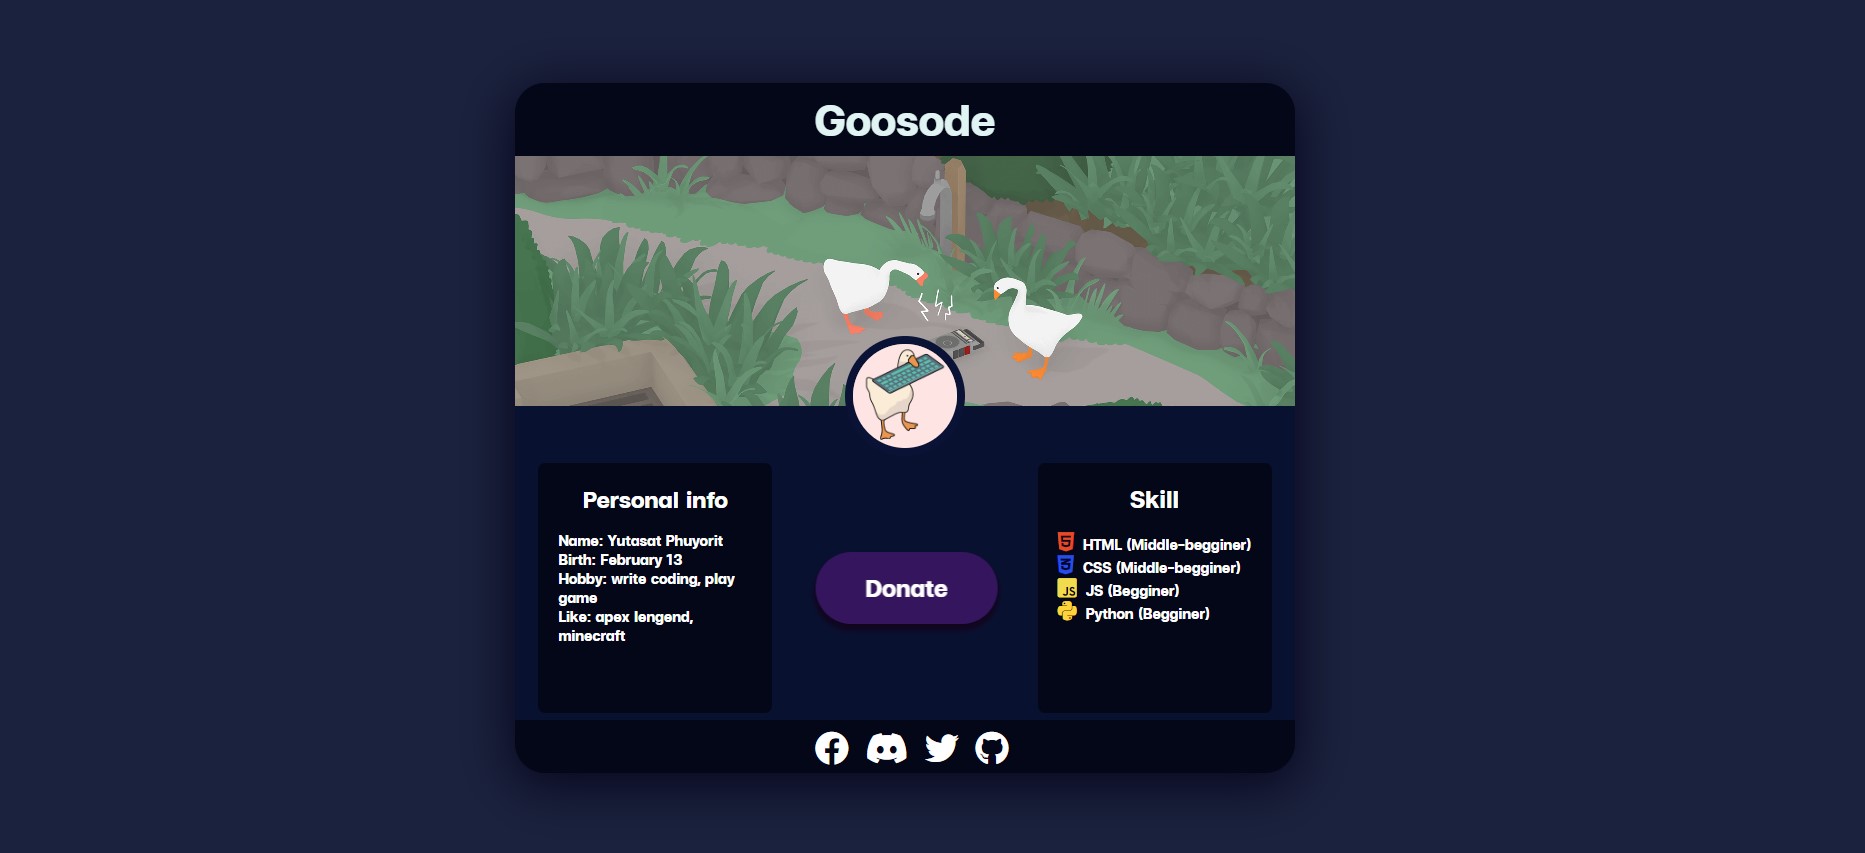 Goosode
Personal info
Name: Yutasat Phuyorit
Birth: February 13
Hobby: write coding, play
game
Like: apex lengend,
minecraft
Donate
Skill
HTML (Middle-begginer)
CSS (Middle-begginer)
JS JS (Begginer)
Python (Begginer)